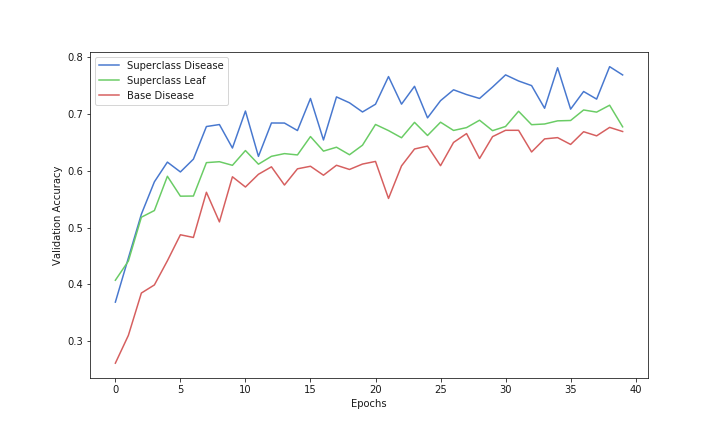 0.8
0.7
0.6
0.5
0.4
0.3
Validation Accuracy
Superclass Disease
Superclass Leaf
Base Disease
0 5 10 15 20 25 30 35 40
Epochs